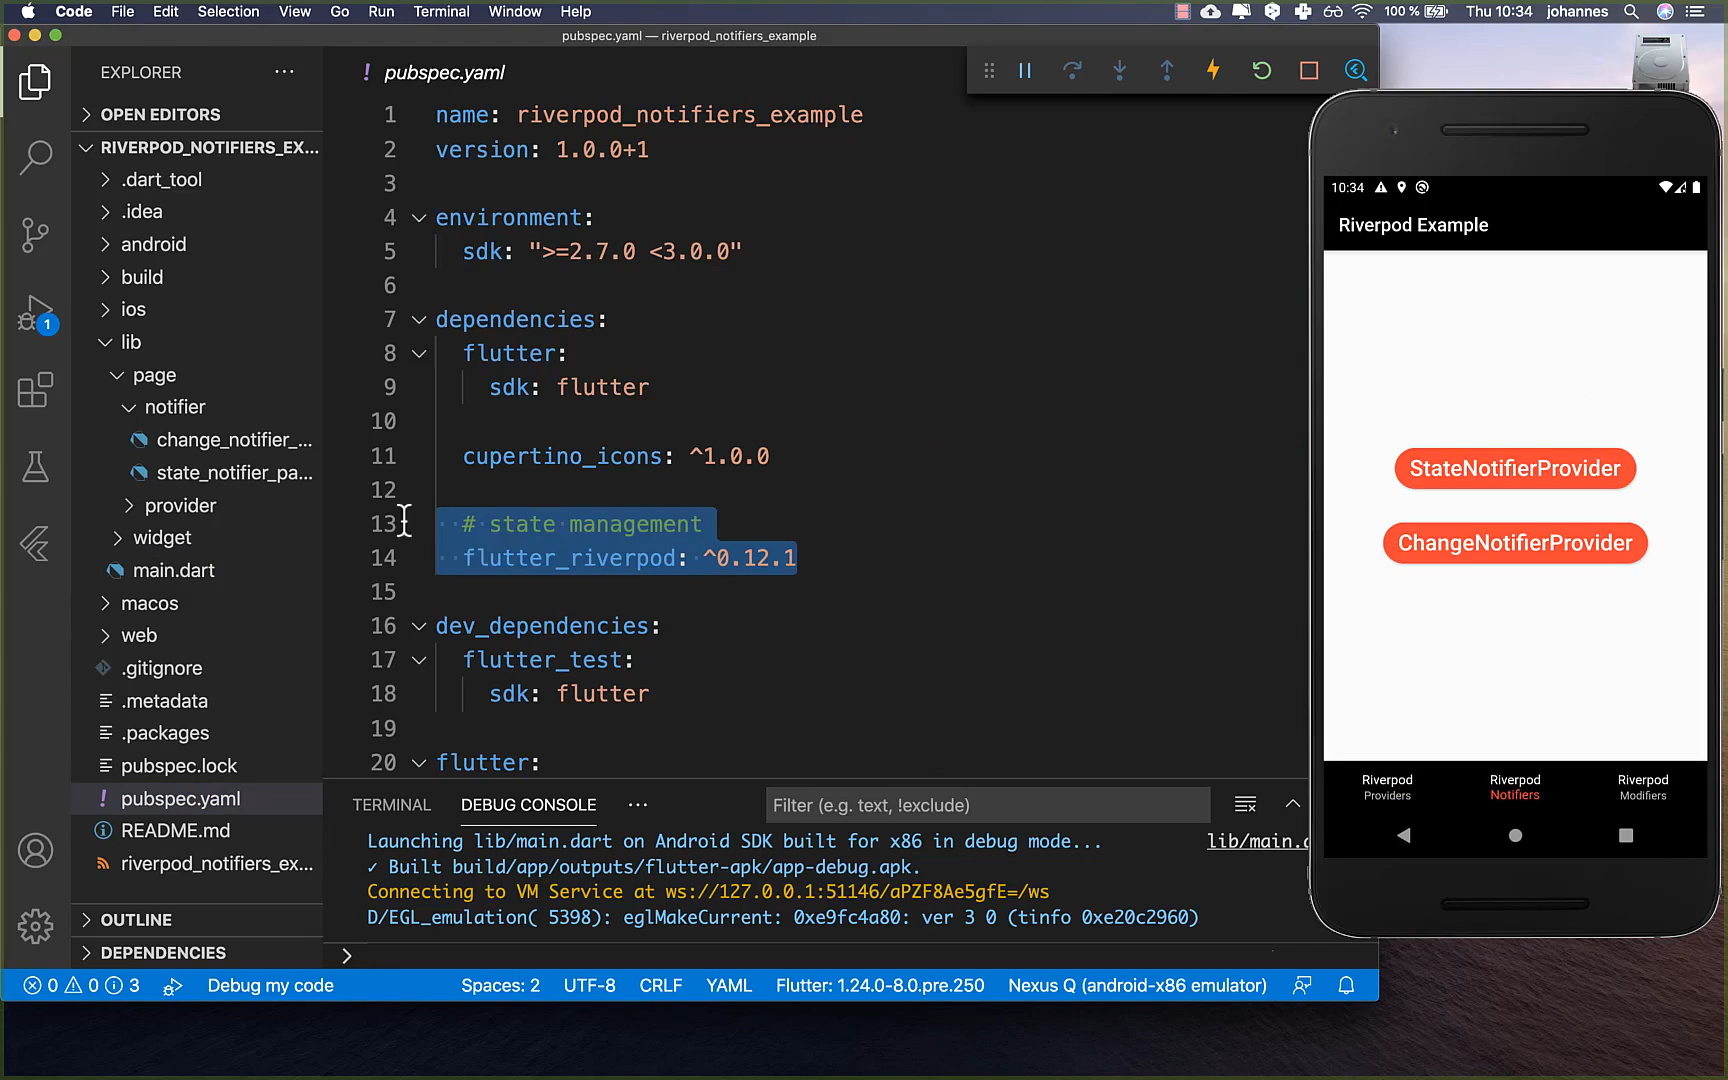 Code File Edit Selection View Go Run Terminal Window Help 100 % Thu 10:34 johannes
pubspec.yaml — riverpod_notifiers_example
EXPLORER
OPEN EDITORS
RIVERPOD_NOTIFIERS_EX...
.dart_tool
.idea
android
build
ios
lib
page
notifier
change_notifier_...
state_notifier_pa...
provider
widget
main.dart
macos
web
.gitignore
.metadata
.packages
pubspec.lock
! pubspec.yaml
README.md
riverpod_notifiers_ex...
OUTLINE
DEPENDENCIES
1
! pubspec.yaml
1 name: riverpod_notifiers_example
2 version: 1.0.0+1
3
4 environment:
5 sdk: ">=2.7.0 <3.0.0"
6
7 dependencies:
8 flutter:
9 sdk: flutter
10
11 cupertino_icons: ^1.0.0
12
13 # state management
14 flutter_riverpod: ^0.12.1
15
16 dev_dependencies:
17 flutter_test:
18 sdk: flutter
19
20 flutter:
TERMINAL DEBUG CONSOLE ... Filter (e.g. text, !exclude)
Launching lib/main.dart on Android SDK built for x86 in debug mode... lib/main.d
✓ Built build/app/outputs/flutter-apk/app-debug.apk.
Connecting to VM Service at ws://127.0.0.1:51146/aPZF8Ae5gfE=/ws
D/EGL_emulation( 5398): eglMakeCurrent: 0xe9fc4a80: ver 3 0 (tinfo 0xe20c2960)
0 0 3 Debug my code Spaces: 2 UTF-8 CRLF YAML Flutter: 1.24.0-8.0.pre.250 Nexus Q (android-x86 emulator)
10:34
Riverpod Example
StateNotifierProvider
ChangeNotifierProvider
Riverpod Riverpod Riverpod
Providers Notifiers Modifiers